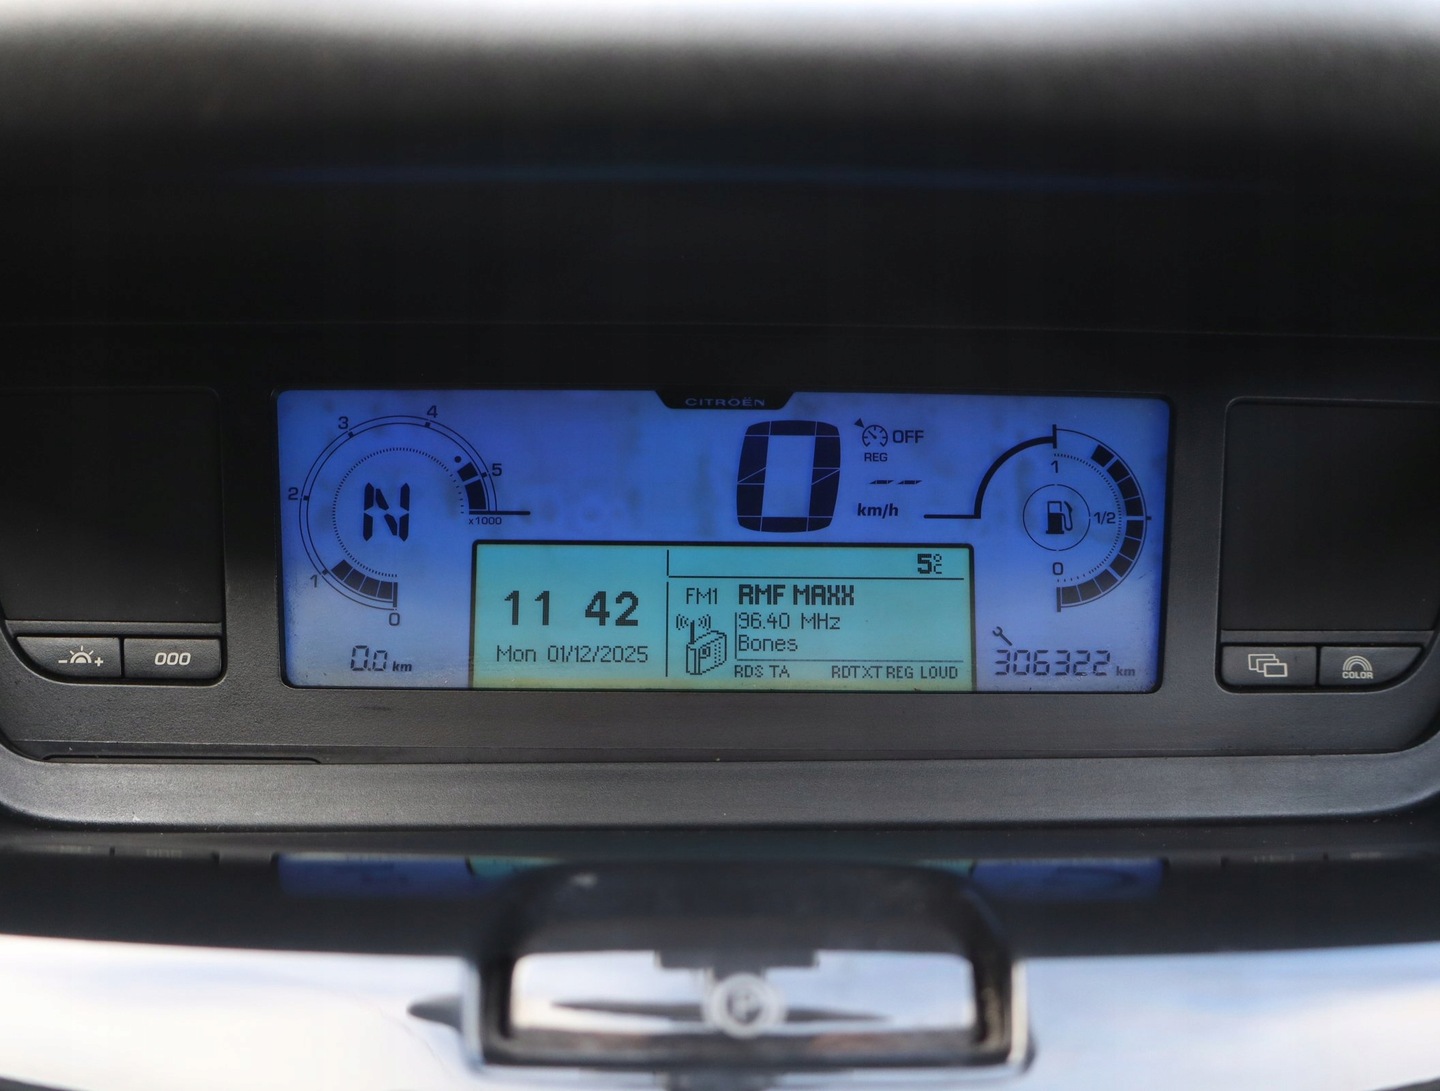 CITROËN
4
3
5
2
x1000
1
0
N
0.0 km
0
km/h
OFF
REG
-- --
1
1/2
0
5°C
11 42
Mon 01/12/2025
FM1 RMF MAXX
96.40 MHz
Bones
RDS TA RDTXT REG LOUD
306322 km
000
COLOR